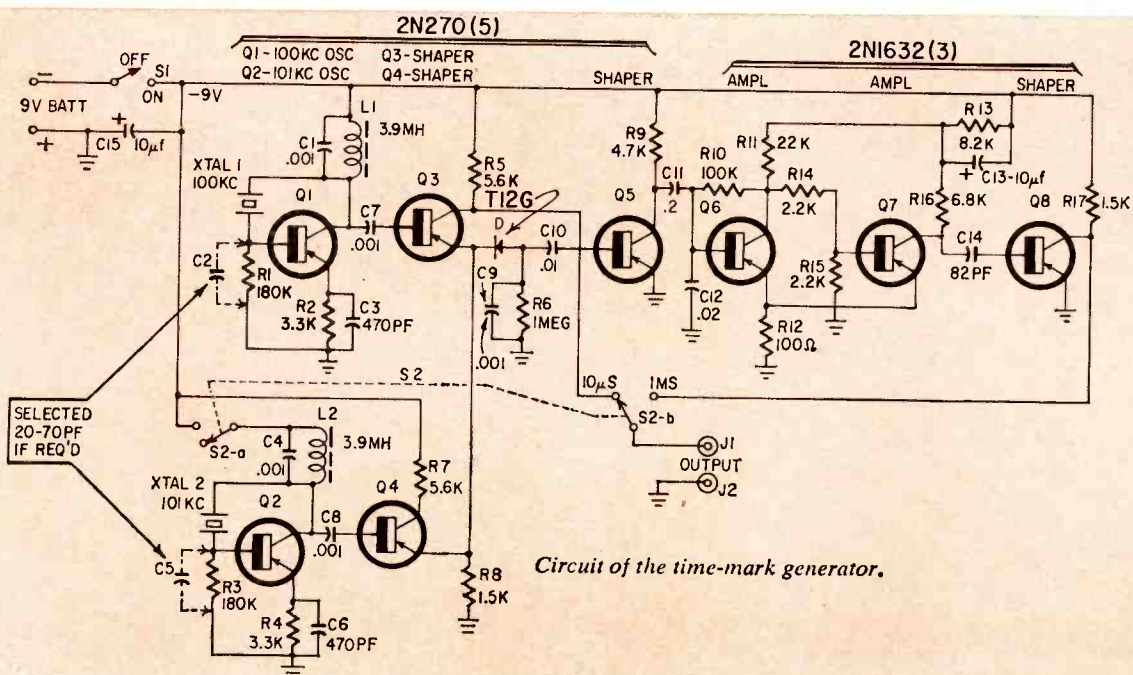 2N270(5)
2N1632(3)
Q1-100KC OSC
Q3-SHAPER
Q2-101KC OSC
Q4-SHAPER
SHAPER
AMPL
AMPL
SHAPER
OFF
S1
ON
-9V
9V BATT
-
+
+
C15
10μf
L1
3.9MH
C1
.001
XTAL 1
100KC
Q1
C7
.001
Q3
R5
5.6K
T12G
D
C10
.01
R9
4.7K
C11
.2
Q5
R10
100K
Q6
R11
22K
R14
2.2K
R13
8.2K
+
C13-10μf
R16
6.8K
Q7
Q8
R17
1.5K
C14
82PF
C2
R1
180K
R2
3.3K
C3
470PF
C9
.001
R6
1MEG
C12
.02
R15
2.2K
R12
100Ω
SELECTED
20-70PF
IF REQ'D
S2
10μS
1MS
S2-b
J1
OUTPUT
J2
S2-a
L2
3.9MH
C4
.001
XTAL 2
101KC
Q2
C8
.001
Q4
R7
5.6K
C5
R3
180K
R4
3.3K
C6
470PF
R8
1.5K
Circuit of the time-mark generator.